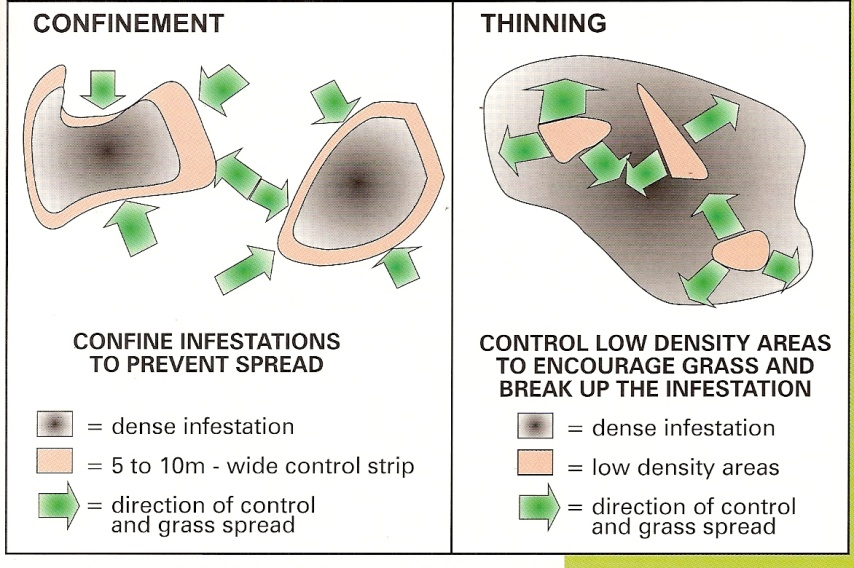 CONFINEMENT
CONFINE INFESTATIONS
TO PREVENT SPREAD
= dense infestation
= 5 to 10m - wide control strip
= direction of control
and grass spread
THINNING
CONTROL LOW DENSITY AREAS
TO ENCOURAGE GRASS AND
BREAK UP THE INFESTATION
= dense infestation
= low density areas
= direction of control
and grass spread